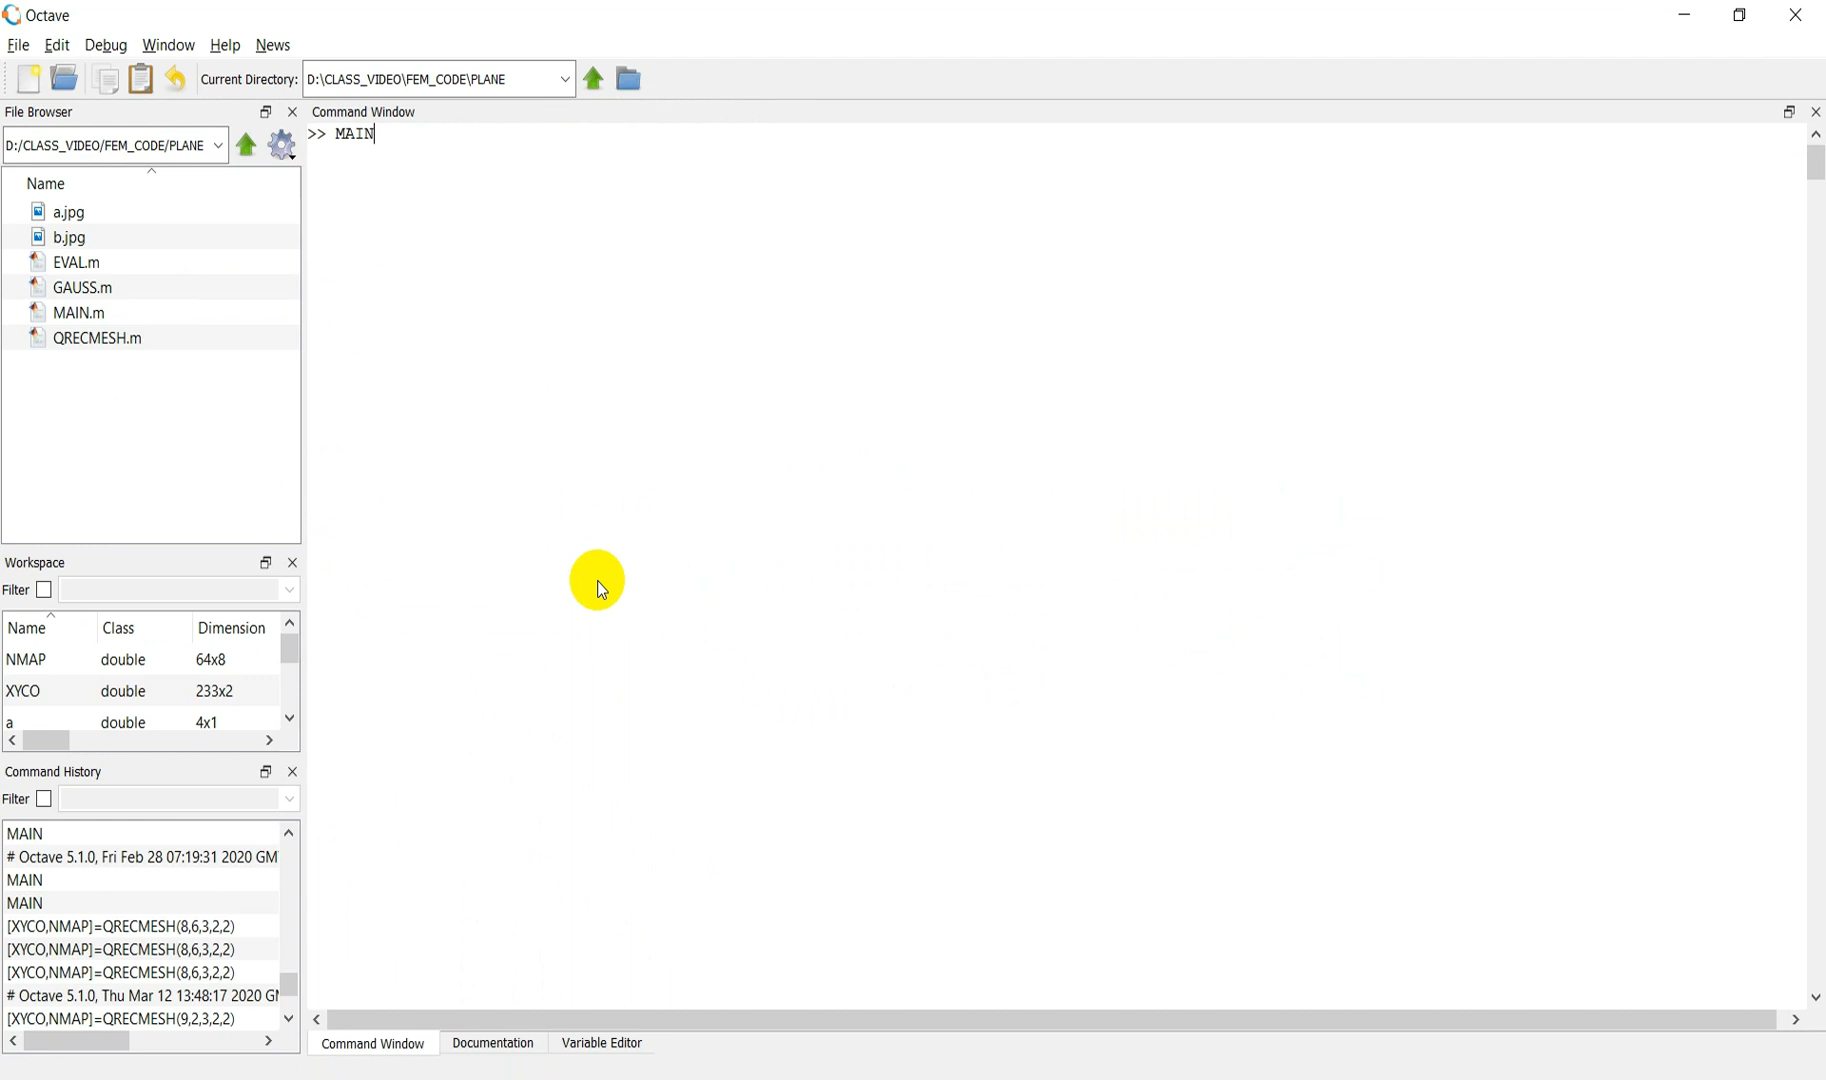 Octave
File Edit Debug Window Help News
Current Directory: D:\CLASS_VIDEO\FEM_CODE\PLANE
File Browser
D:/CLASS_VIDEO/FEM_CODE/PLANE
Name
a.jpg
b.jpg
EVAL.m
GAUSS.m
MAIN.m
QRECMESH.m
Command Window
>> MAIN
Workspace
Filter
Name Class Dimension
NMAP double 64x8
XYCO double 233x2
a double 4x1
Command History
Filter
MAIN
# Octave 5.1.0, Fri Feb 28 07:19:31 2020 GM
MAIN
MAIN
[XYCO,NMAP]=QRECMESH(8,6,3,2,2)
[XYCO,NMAP]=QRECMESH(8,6,3,2,2)
[XYCO,NMAP]=QRECMESH(8,6,3,2,2)
# Octave 5.1.0, Thu Mar 12 13:48:17 2020 GM
[XYCO,NMAP]=QRECMESH(9,2,3,2,2)
Command Window Documentation Variable Editor